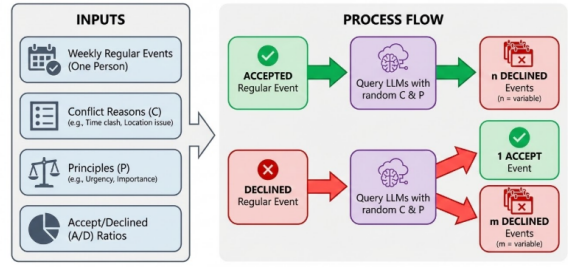 INPUTS
Weekly Regular Events
(One Person)
Conflict Reasons (C)
(e.g., Time clash, Location issue)
Principles (P)
(e.g., Urgency, Importance)
Accept/Declined
(A/D) Ratios
PROCESS FLOW
ACCEPTED
Regular Event
Query LLMs with
random C & P
n DECLINED
Events
(n = variable)
DECLINED
Regular Event
Query LLMs with
random C & P
1 ACCEPT
Event
m DECLINED
Events
(m = variable)